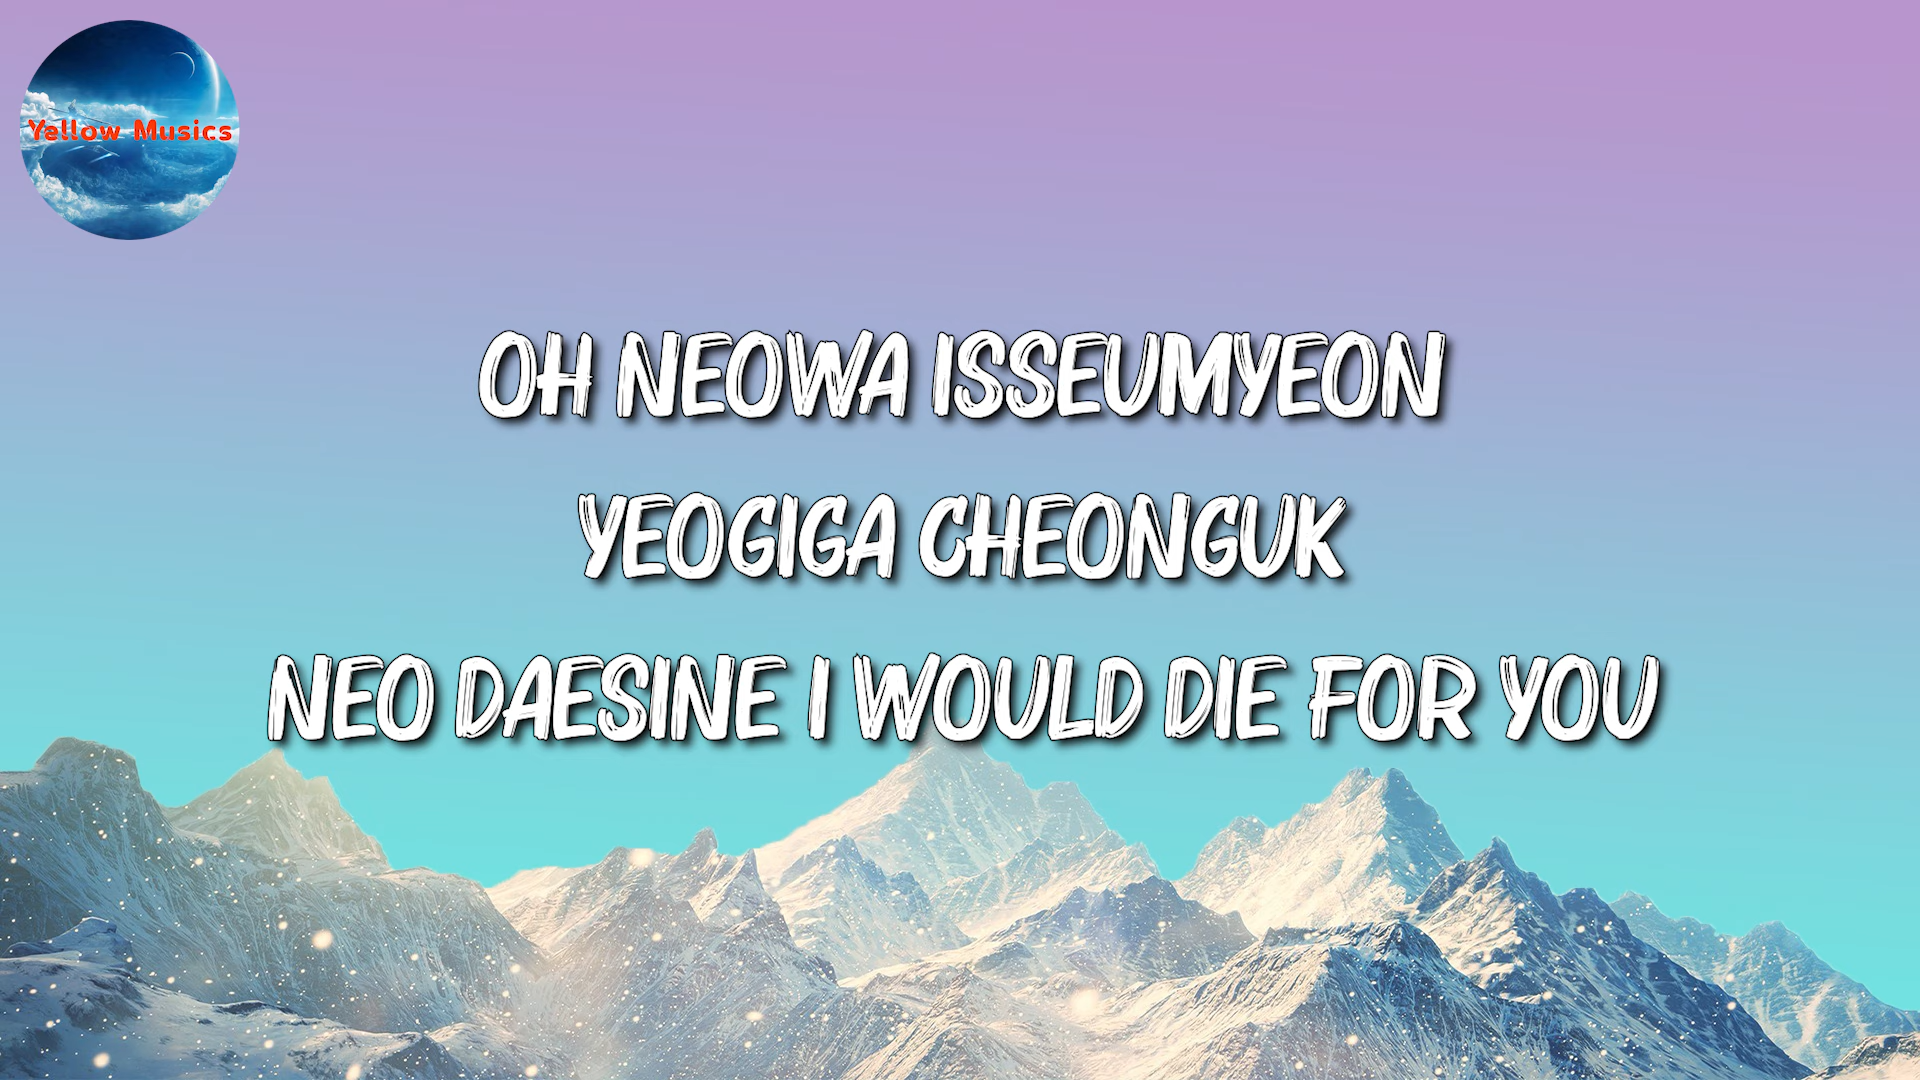 Yellow Musics
OH NEOWA ISSEUMYEON
YEOGIGA CHEONGUK
NEO DAESINE I WOULD DIE FOR YOU